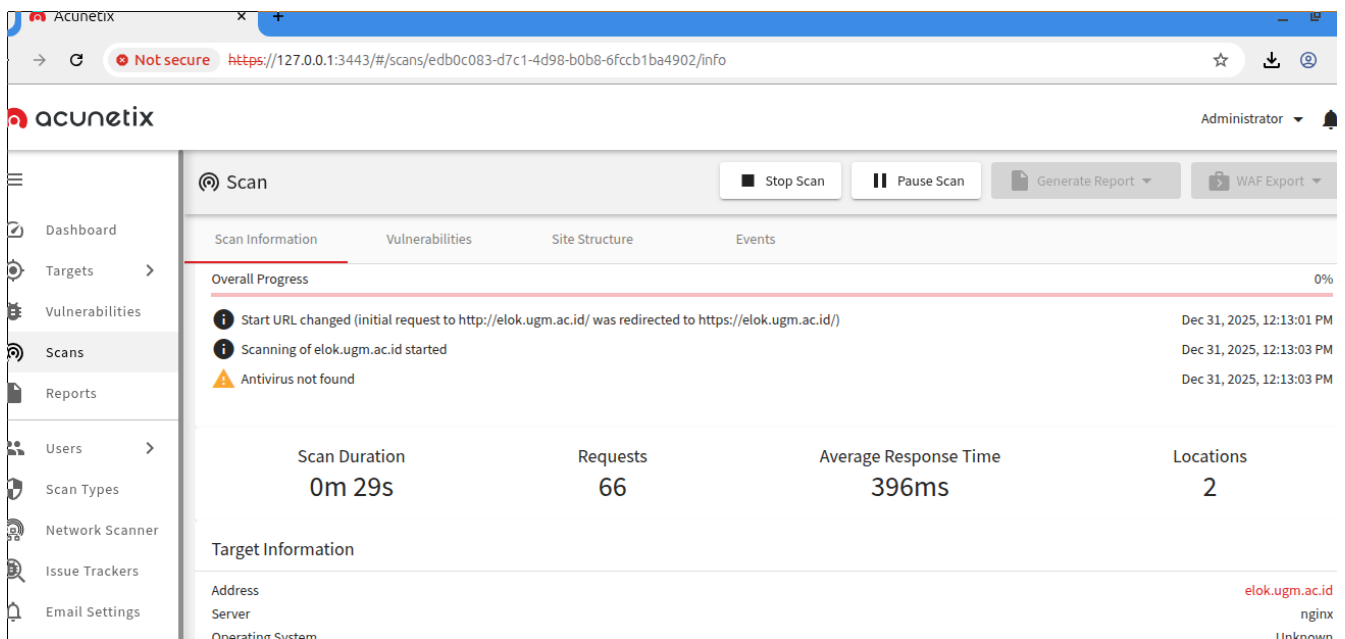 Acunetix × +
Not secure https://127.0.0.1:3443/#/scans/edb0c083-d7c1-4d98-b0b8-6fccb1ba4902/info
acunetix
Administrator
Scan
Stop Scan
Pause Scan
Generate Report
WAF Export
Dashboard
Targets
Vulnerabilities
Scans
Reports
Users
Scan Types
Network Scanner
Issue Trackers
Email Settings
Scan Information Vulnerabilities Site Structure Events
Overall Progress 0%
Start URL changed (initial request to http://elok.ugm.ac.id/ was redirected to https://elok.ugm.ac.id/) Dec 31, 2025, 12:13:01 PM
Scanning of elok.ugm.ac.id started Dec 31, 2025, 12:13:03 PM
Antivirus not found Dec 31, 2025, 12:13:03 PM
Scan Duration Requests Average Response Time Locations
0m 29s 66 396ms 2
Target Information
Address elok.ugm.ac.id
Server nginx
Operating System Unknown